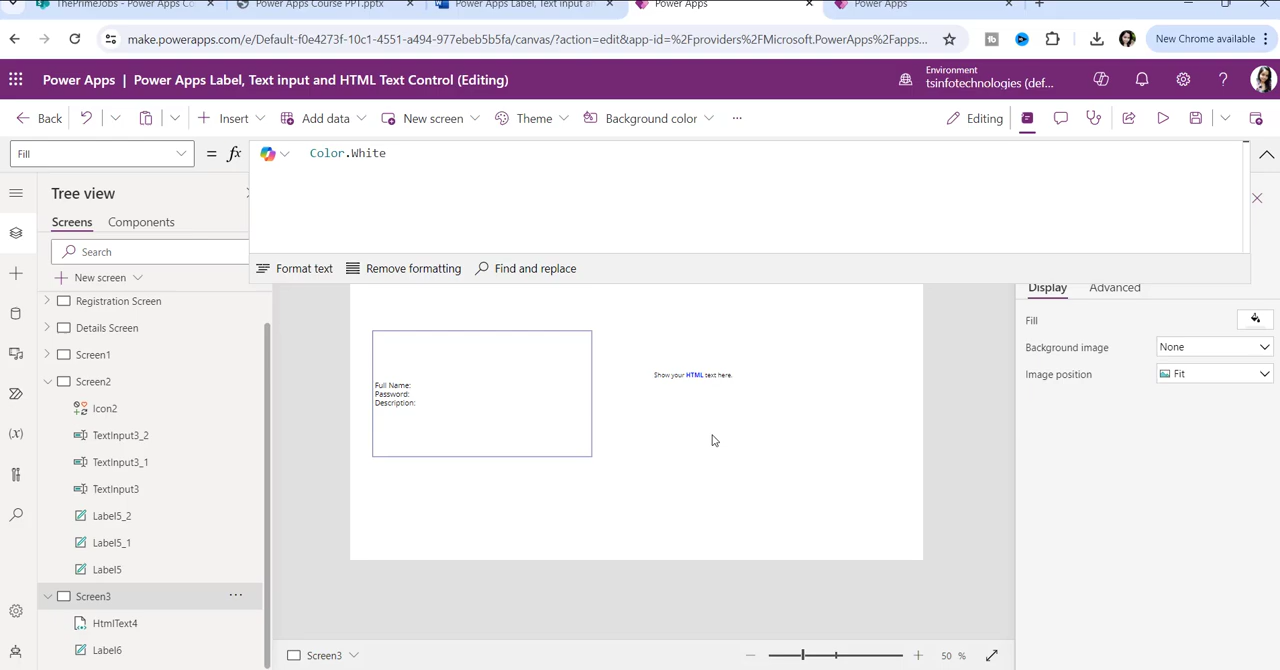 ThePrimeJobs - Power Apps Co
Power Apps Course PPT.pptx
Power Apps Label, Text input an
Power Apps
Power Apps
make.powerapps.com/e/Default-f0e4273f-10c1-4551-a494-977ebeb5b5fa/canvas/?action=edit&app-id=%2Fproviders%2FMicrosoft.PowerApps%2Fapps...
New Chrome available
Power Apps | Power Apps Label, Text input and HTML Text Control (Editing)
Environment
tsinfotechnologies (def...
Back
Insert
Add data
New screen
Theme
Background color
...
Editing
Fill
= fx
Color.White
Tree view
Screens
Components
Search
New screen
Format text
Remove formatting
Find and replace
Registration Screen
Details Screen
Screen1
Screen2
Icon2
TextInput3_2
TextInput3_1
TextInput3
Label5_2
Label5_1
Label5
Screen3
...
HtmlText4
Label6
Full Name:
Password:
Description:
Show your HTML text here.
Display
Advanced
Fill
Background image
None
Image position
Fit
Screen3
50 %